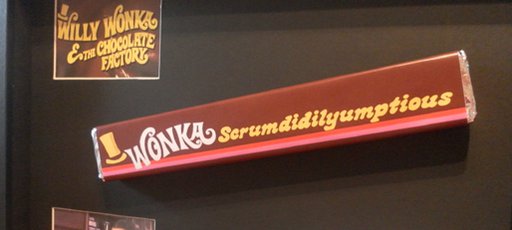 WILLY WONKA
& THE CHOCOLATE
FACTORY
WONKA Scrumdidilyumptious